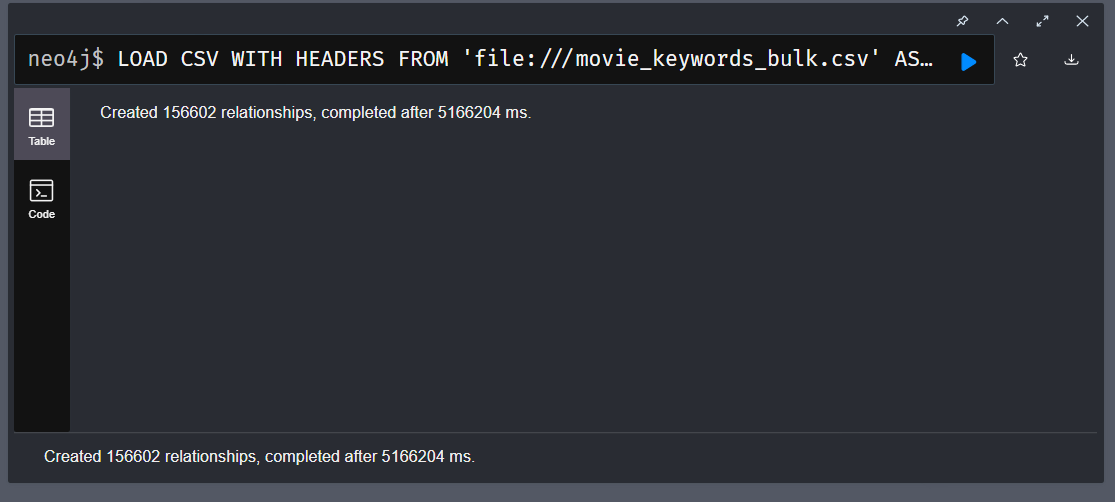 neo4j$ LOAD CSV WITH HEADERS FROM 'file:///movie_keywords_bulk.csv' AS…
Table
Created 156602 relationships, completed after 5166204 ms.
Code
Created 156602 relationships, completed after 5166204 ms.